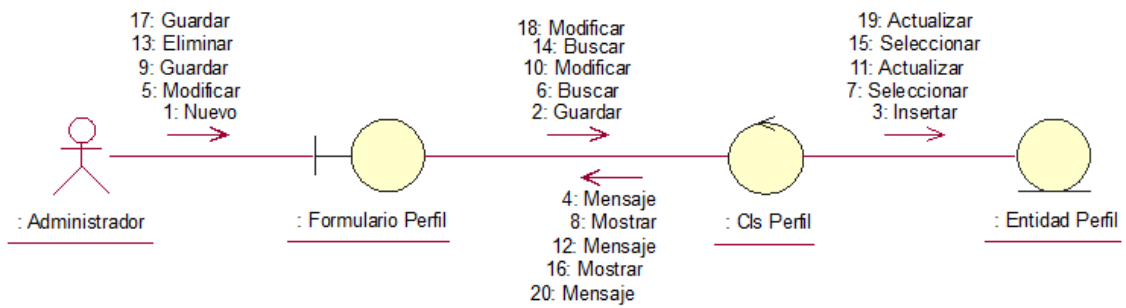 17: Guardar
13: Eliminar
9: Guardar
5: Modificar
1: Nuevo
18: Modificar
14: Buscar
10: Modificar
6: Buscar
2: Guardar
19: Actualizar
15: Seleccionar
11: Actualizar
7: Seleccionar
3: Insertar
4: Mensaje
8: Mostrar
12: Mensaje
16: Mostrar
20: Mensaje
: Administrador
: Formulario Perfil
: Cls Perfil
: Entidad Perfil